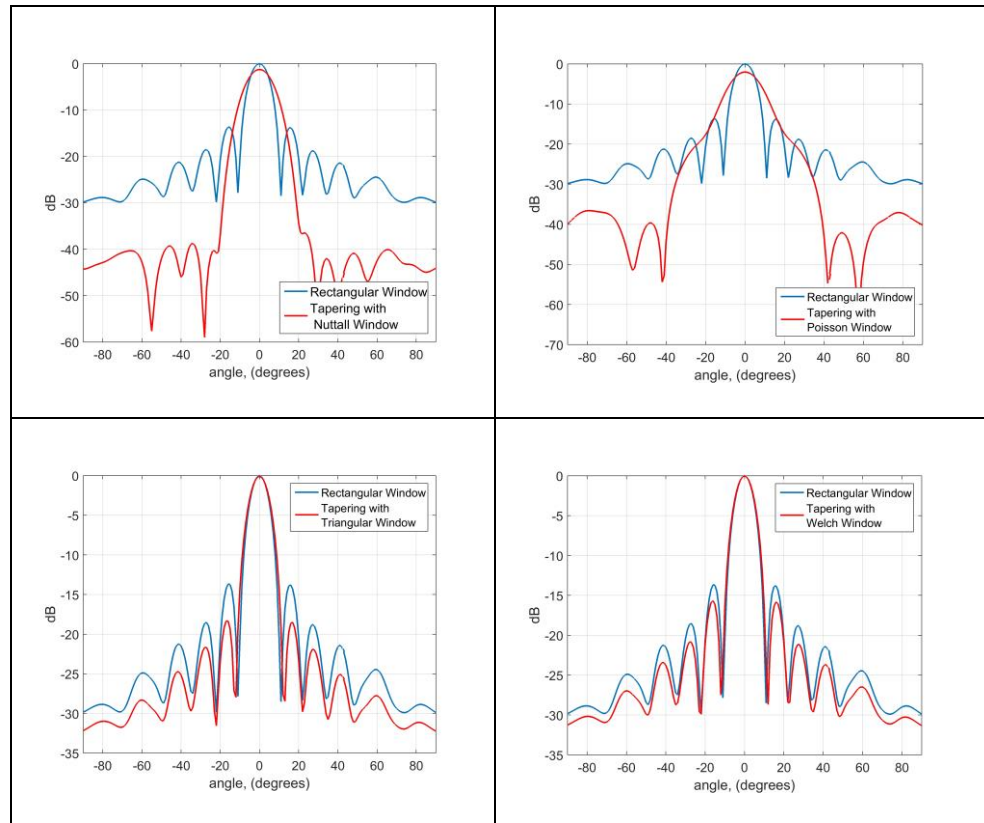 0
-10
-20
-30
-40
-50
-60
dB
-80 -60 -40 -20 0 20 40 60 80
angle, (degrees)
Rectangular Window
Tapering with
Nuttall Window
0
-10
-20
-30
-40
-50
-60
-70
dB
-80 -60 -40 -20 0 20 40 60 80
angle, (degrees)
Rectangular Window
Tapering with
Poisson Window
0
-5
-10
-15
-20
-25
-30
-35
dB
-80 -60 -40 -20 0 20 40 60 80
angle, (degrees)
Rectangular Window
Tapering with
Triangular Window
0
-5
-10
-15
-20
-25
-30
-35
dB
-80 -60 -40 -20 0 20 40 60 80
angle, (degrees)
Rectangular Window
Tapering with
Welch Window